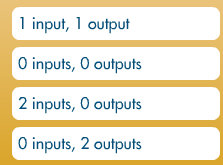 1 input, 1 output
0 inputs, 0 outputs
2 inputs, 0 outputs
0 inputs, 2 outputs